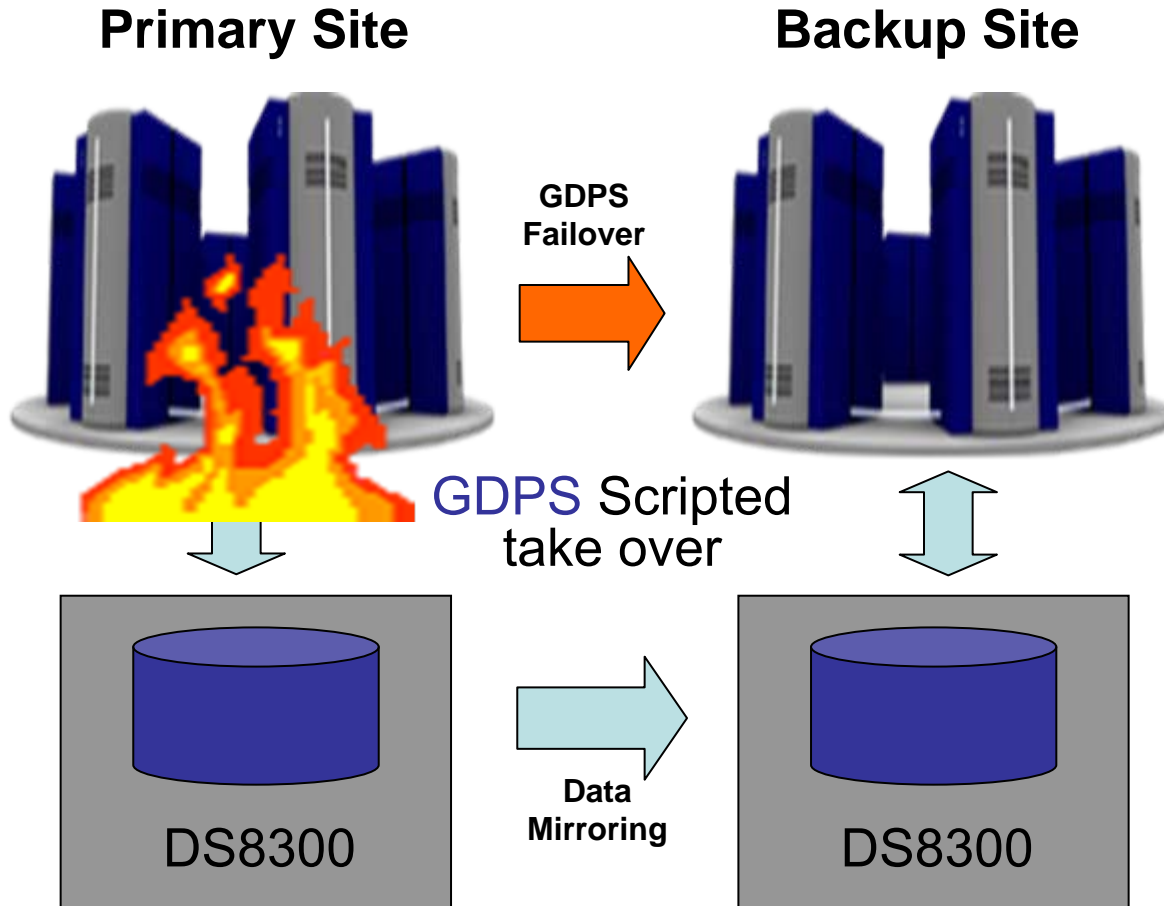 Primary Site
Backup Site
GDPS
Failover
GDPS Scripted
take over
Data
Mirroring
DS8300
DS8300